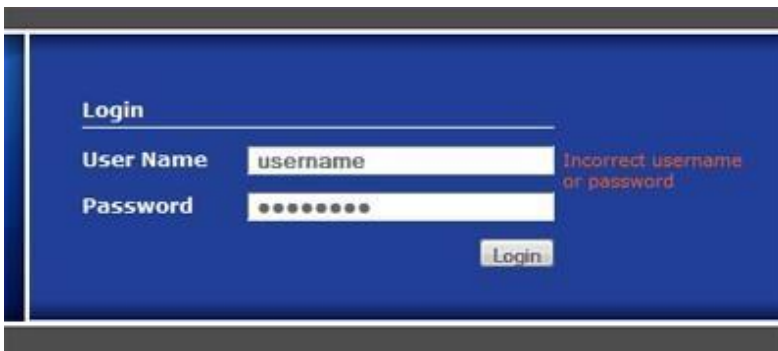 Login
User Name
username
Incorrect username
or password
Password
●●●●●●●●
Login